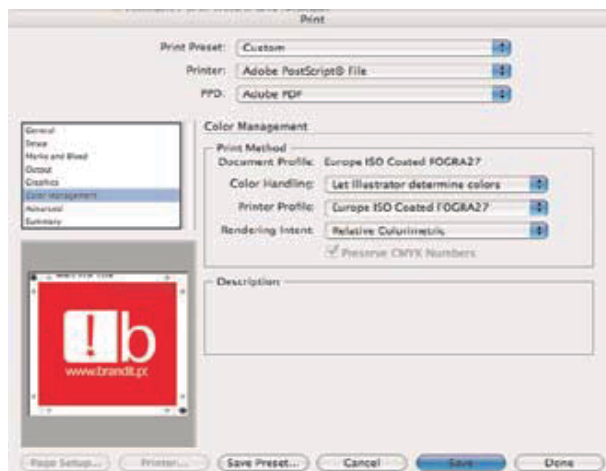 Print
Print Preset: Custom
Printer: Adobe PostScript® File
PPD: Adobe PDF
General
Setup
Marks and Bleed
Output
Graphics
Color Management
Advanced
Summary
Color Management
Print Method
Document Profile: Europe ISO Coated FOGRA27
Color Handling: Let Illustrator determine colors
Printer Profile: Europe ISO Coated FOGRA27
Rendering Intent: Relative Colorimetric
Preserve CMYK Numbers
Description
!b
www.brandit.pt
Page Setup... Printer... Save Preset... Cancel Save Done